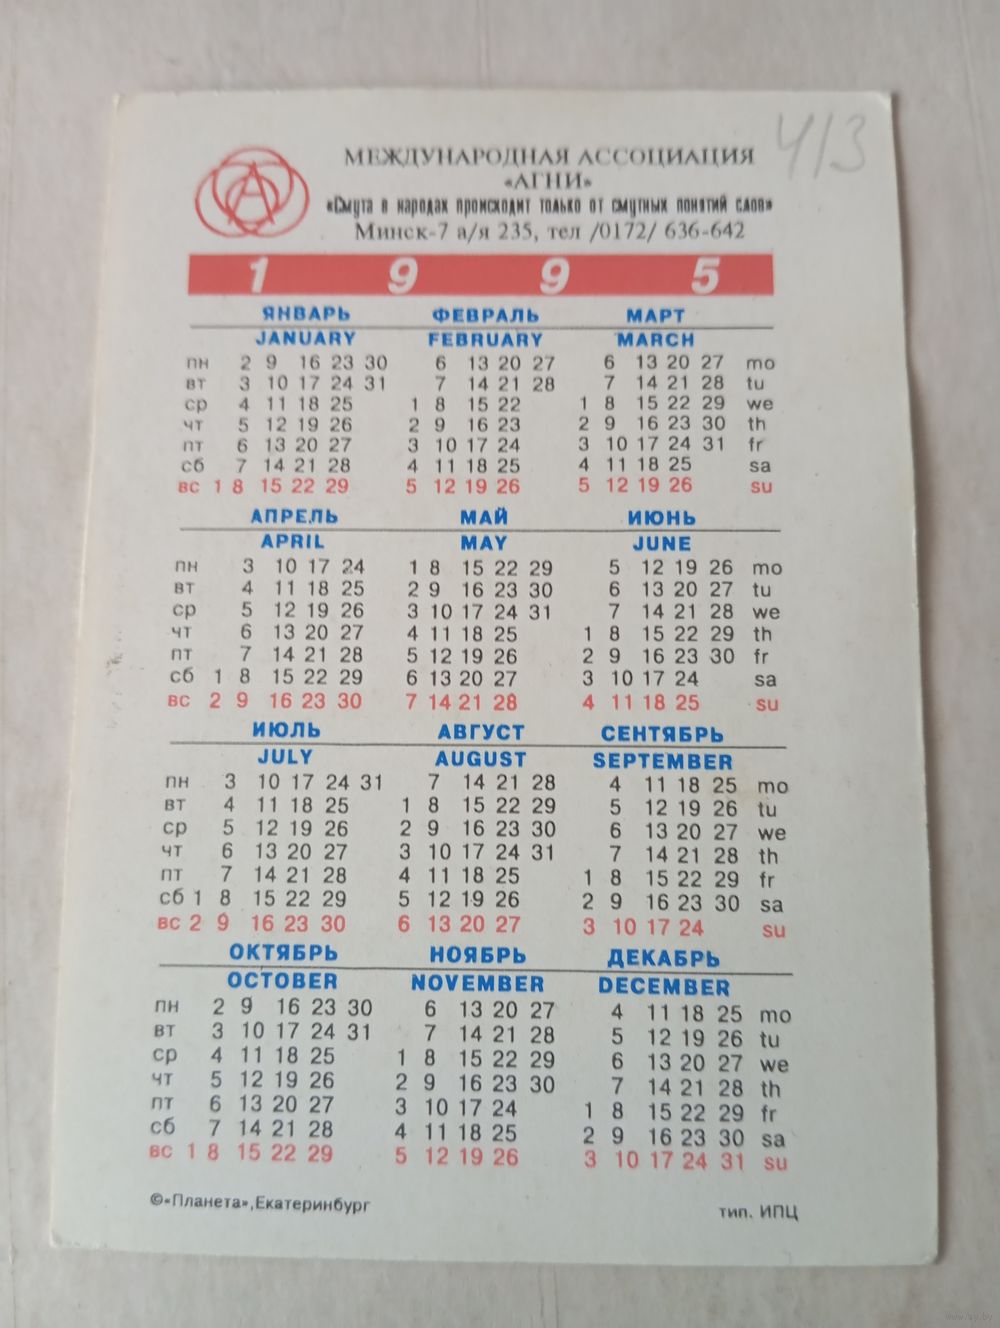 413
МЕЖДУНАРОДНАЯ АССОЦИАЦИЯ
«АГНИ»
«Смута в народах происходит только от смутных понятий слов»
Минск-7 а/я 235, тел /0172/ 636-642
1 9 9 5
ЯНВАРЬ ФЕВРАЛЬ МАРТ
JANUARY FEBRUARY MARCH
пн 2 9 16 23 30 6 13 20 27 6 13 20 27 mo
вт 3 10 17 24 31 7 14 21 28 7 14 21 28 tu
ср 4 11 18 25 1 8 15 22 1 8 15 22 29 we
чт 5 12 19 26 2 9 16 23 2 9 16 23 30 th
пт 6 13 20 27 3 10 17 24 3 10 17 24 31 fr
сб 7 14 21 28 4 11 18 25 4 11 18 25 sa
вс 1 8 15 22 29 5 12 19 26 5 12 19 26 su
АПРЕЛЬ МАЙ ИЮНЬ
APRIL MAY JUNE
пн 3 10 17 24 1 8 15 22 29 5 12 19 26 mo
вт 4 11 18 25 2 9 16 23 30 6 13 20 27 tu
ср 5 12 19 26 3 10 17 24 31 7 14 21 28 we
чт 6 13 20 27 4 11 18 25 1 8 15 22 29 th
пт 7 14 21 28 5 12 19 26 2 9 16 23 30 fr
сб 1 8 15 22 29 6 13 20 27 3 10 17 24 sa
вс 2 9 16 23 30 7 14 21 28 4 11 18 25 su
ИЮЛЬ АВГУСТ СЕНТЯБРЬ
JULY AUGUST SEPTEMBER
пн 3 10 17 24 31 7 14 21 28 4 11 18 25 mo
вт 4 11 18 25 1 8 15 22 29 5 12 19 26 tu
ср 5 12 19 26 2 9 16 23 30 6 13 20 27 we
чт 6 13 20 27 3 10 17 24 31 7 14 21 28 th
пт 7 14 21 28 4 11 18 25 1 8 15 22 29 fr
сб 1 8 15 22 29 5 12 19 26 2 9 16 23 30 sa
вс 2 9 16 23 30 6 13 20 27 3 10 17 24 su
ОКТЯБРЬ НОЯБРЬ ДЕКАБРЬ
OCTOBER NOVEMBER DECEMBER
пн 2 9 16 23 30 6 13 20 27 4 11 18 25 mo
вт 3 10 17 24 31 7 14 21 28 5 12 19 26 tu
ср 4 11 18 25 1 8 15 22 29 6 13 20 27 we
чт 5 12 19 26 2 9 16 23 30 7 14 21 28 th
пт 6 13 20 27 3 10 17 24 1 8 15 22 29 fr
сб 7 14 21 28 4 11 18 25 2 9 16 23 30 sa
вс 1 8 15 22 29 5 12 19 26 3 10 17 24 31 su
©«Планета»,Екатеринбург
тип. ИПЦ